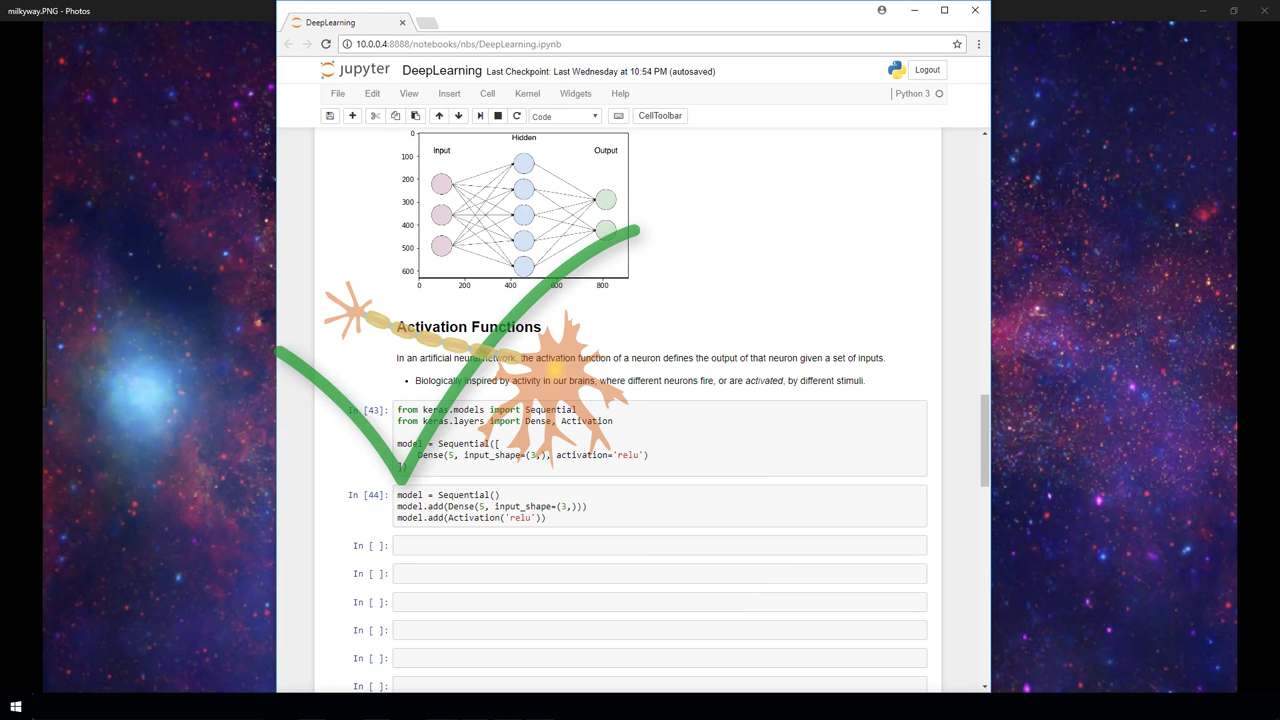 milkyway.PNG - Photos
DeepLearning
10.0.0.4:8888/notebooks/nbs/DeepLearning.ipynb
jupyter DeepLearning Last Checkpoint: Last Wednesday at 10:54 PM (autosaved) Logout
File Edit View Insert Cell Kernel Widgets Help Python 3
Code CellToolbar
Hidden
Input Output
0
100
200
300
400
500
600
0 200 400 600 800
Activation Functions
In an artificial neural network, the activation function of a neuron defines the output of that neuron given a set of inputs.
• Biologically inspired by activity in our brains, where different neurons fire, or are activated, by different stimuli.
In [43]: from keras.models import Sequential
from keras.layers import Dense, Activation
model = Sequential([
Dense(5, input_shape=(3,), activation='relu')
])
In [44]: model = Sequential()
model.add(Dense(5, input_shape=(3,)))
model.add(Activation('relu'))
In [ ]:
In [ ]:
In [ ]:
In [ ]:
In [ ]:
In [ ]: